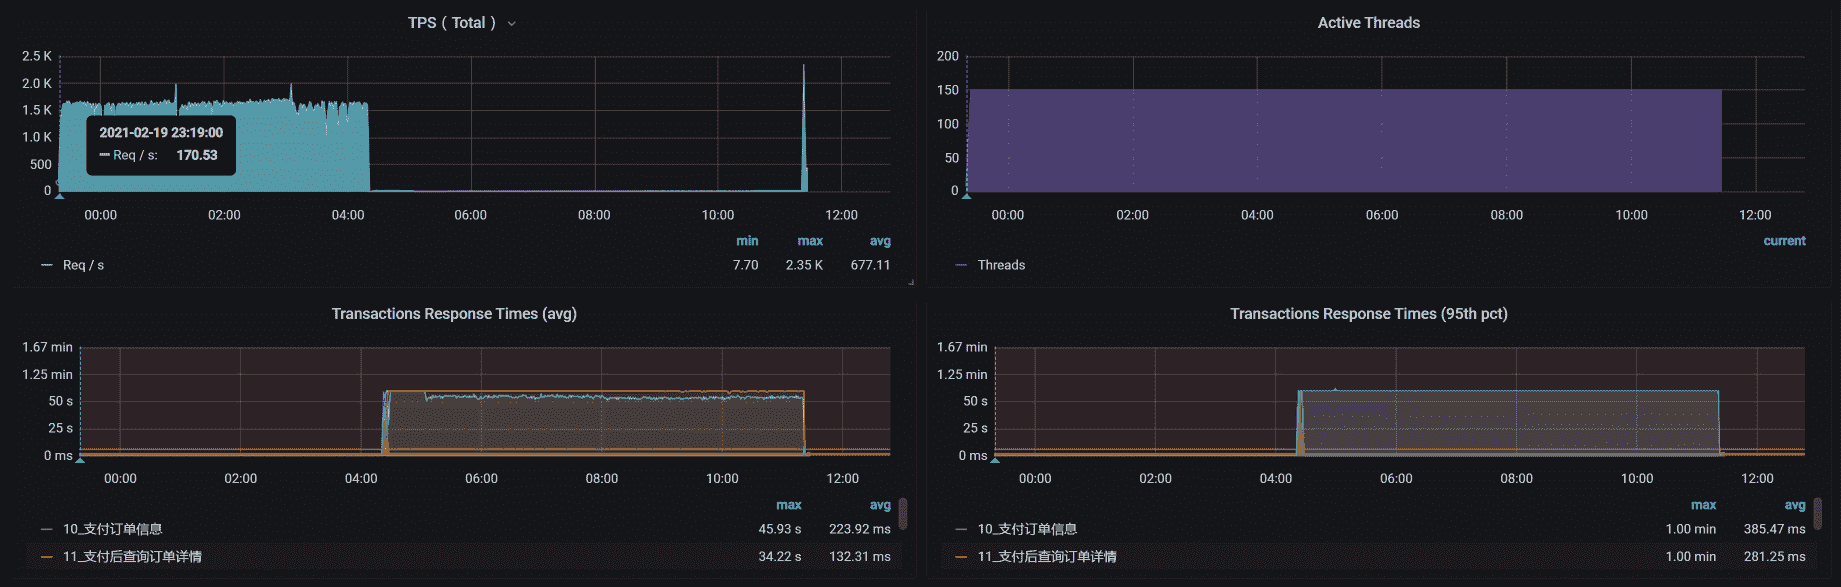 TPS ( Total )
2.5 K
2.0 K
1.5 K
1.0 K
500
0
2021-02-19 23:19:00
Req / s: 170.53
00:00 02:00 04:00 06:00 08:00 10:00 12:00
min max avg
Req / s 7.70 2.35 K 677.11
Active Threads
200
150
100
50
0
00:00 02:00 04:00 06:00 08:00 10:00 12:00
current
Threads
Transactions Response Times (avg)
1.67 min
1.25 min
50 s
25 s
0 ms
00:00 02:00 04:00 06:00 08:00 10:00 12:00
max avg
10_支付订单信息 45.93 s 223.92 ms
11_支付后查询订单详情 34.22 s 132.31 ms
Transactions Response Times (95th pct)
1.67 min
1.25 min
50 s
25 s
0 ms
00:00 02:00 04:00 06:00 08:00 10:00 12:00
max avg
10_支付订单信息 1.00 min 385.47 ms
11_支付后查询订单详情 1.00 min 281.25 ms